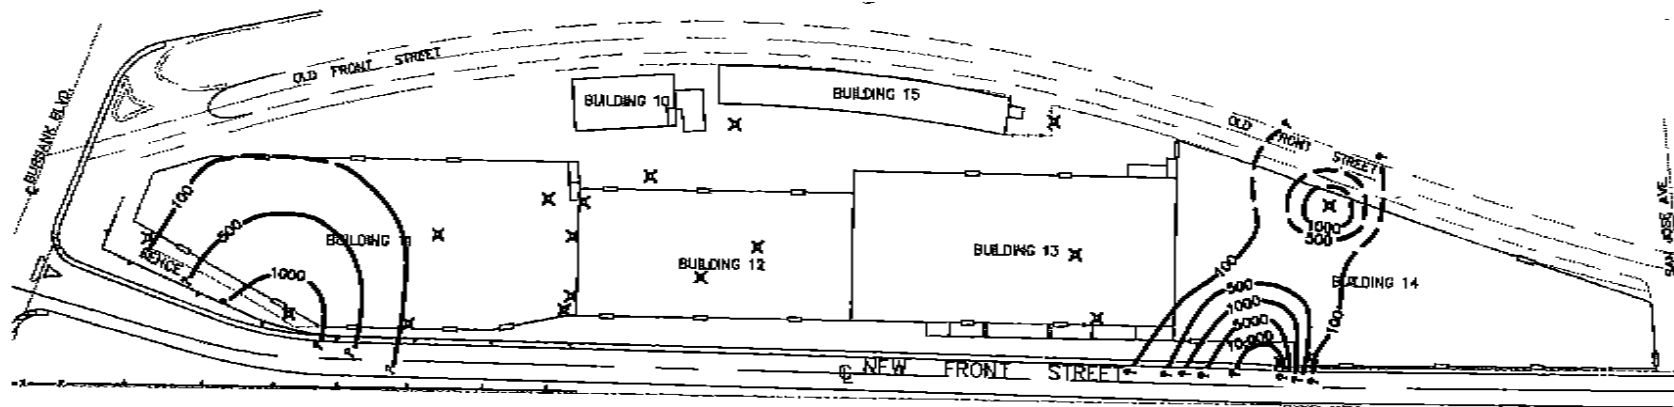 OLD FRONT STREET
BURBANK BLVD.
BUILDING 10
BUILDING 15
OLD FRONT STREET
SAN JOSE AVE
100
500
1000
FENCE
BUILDING 11
BUILDING 12
BUILDING 13
BUILDING 14
1000
500
100
500
1000
5000
10,000
100
NEW FRONT STREET